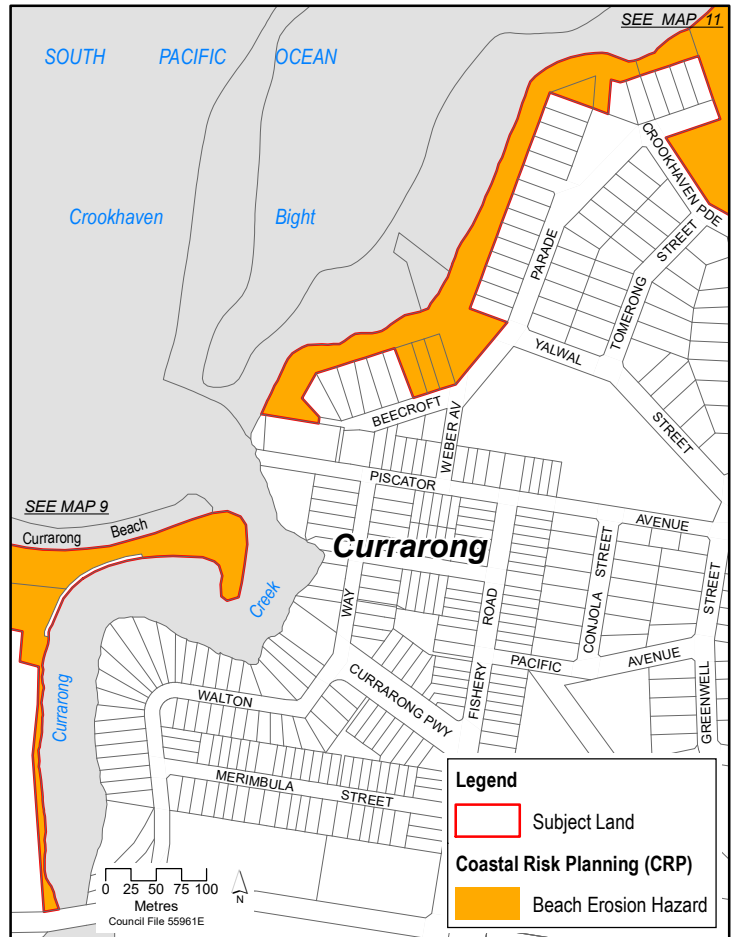 SEE MAP 11
SOUTH PACIFIC OCEAN
Crookhaven Bight
CROOKHAVEN PDE
PARADE
STREET
TOMERONG
YALWAL
STREET
BEECROFT
WEBER AV
PISCATOR
AVENUE
SEE MAP 9
Currarong Beach
Currarong
Creek
WAY
ROAD
CONJOLA STREET
STREET
PACIFIC
AVENUE
GREENWELL
WALTON
CURRARONG PWY
FISHERY
Currarong
MERIMBULA STREET
Legend
Subject Land
Coastal Risk Planning (CRP)
Beach Erosion Hazard
0 25 50 75 100
Metres
Council File 55961E
N